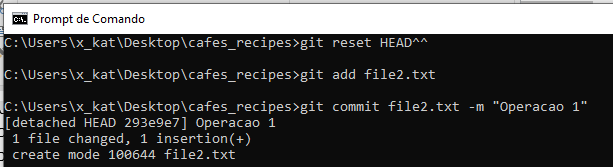 Prompt de Comando
C:\Users\x_kat\Desktop\cafes_recipes>git reset HEAD^^
C:\Users\x_kat\Desktop\cafes_recipes>git add file2.txt
C:\Users\x_kat\Desktop\cafes_recipes>git commit file2.txt -m "Operacao 1"
[detached HEAD 293e9e7] Operacao 1
1 file changed, 1 insertion(+)
create mode 100644 file2.txt